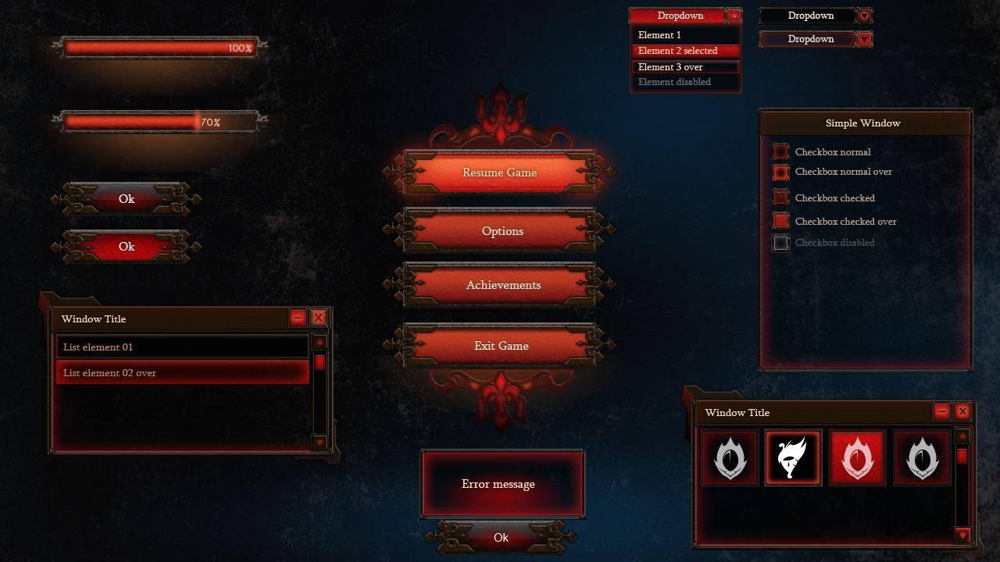 100%
70%
Ok
Ok
Window Title
List element 01
List element 02 over
Resume Game
Options
Achievements
Exit Game
Error message
Ok
Dropdown
Element 1
Element 2 selected
Element 3 over
Element disabled
Dropdown
Dropdown
Simple Window
Checkbox normal
Checkbox normal over
Checkbox checked
Checkbox checked over
Checkbox disabled
Window Title